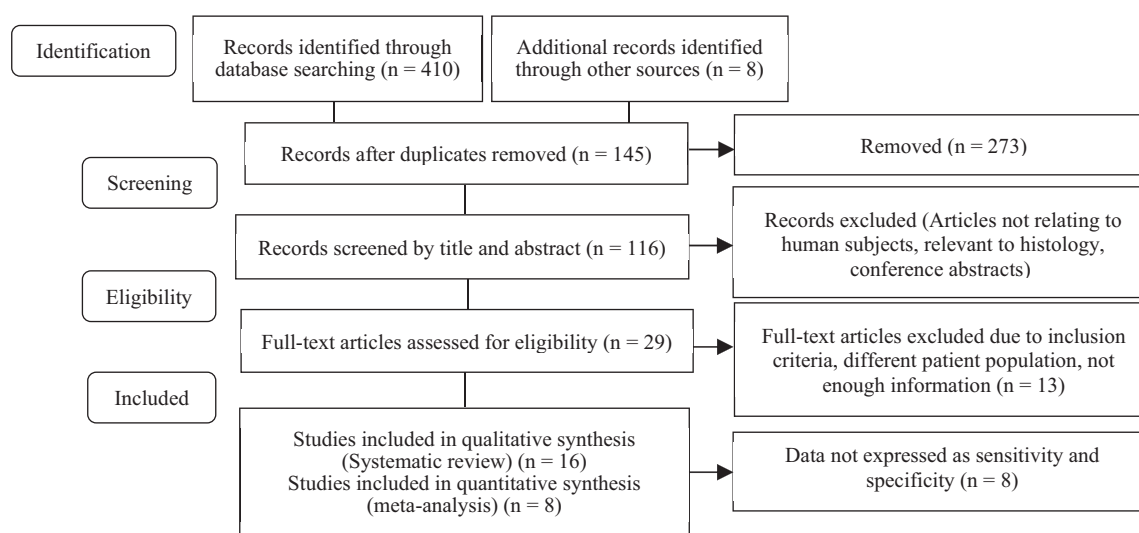 Identification
Records identified through
database searching (n = 410)
Additional records identified
through other sources (n = 8)
Records after duplicates removed (n = 145)
Removed (n = 273)
Screening
Records screened by title and abstract (n = 116)
Records excluded (Articles not relating to
human subjects, relevant to histology,
conference abstracts)
Eligibility
Full-text articles assessed for eligibility (n = 29)
Full-text articles excluded due to inclusion
criteria, different patient population, not
enough information (n = 13)
Included
Studies included in qualitative synthesis
(Systematic review) (n = 16)
Studies included in quantitative synthesis
(meta-analysis) (n = 8)
Data not expressed as sensitivity and
specificity (n = 8)